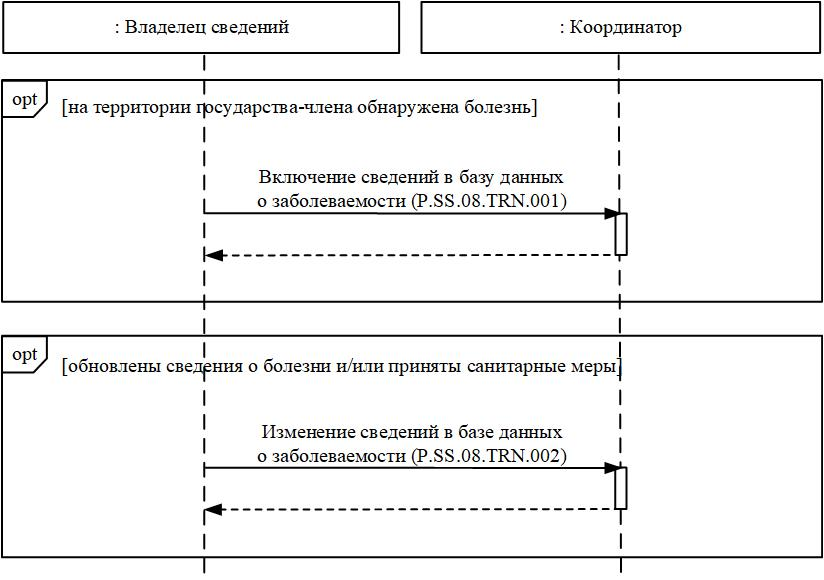 : Владелец сведений
: Координатор
opt
[на территории государства-члена обнаружена болезнь]
Включение сведений в базу данных
о заболеваемости (P.SS.08.TRN.001)
opt
[обновлены сведения о болезни и/или приняты санитарные меры]
Изменение сведений в базе данных
о заболеваемости (P.SS.08.TRN.002)